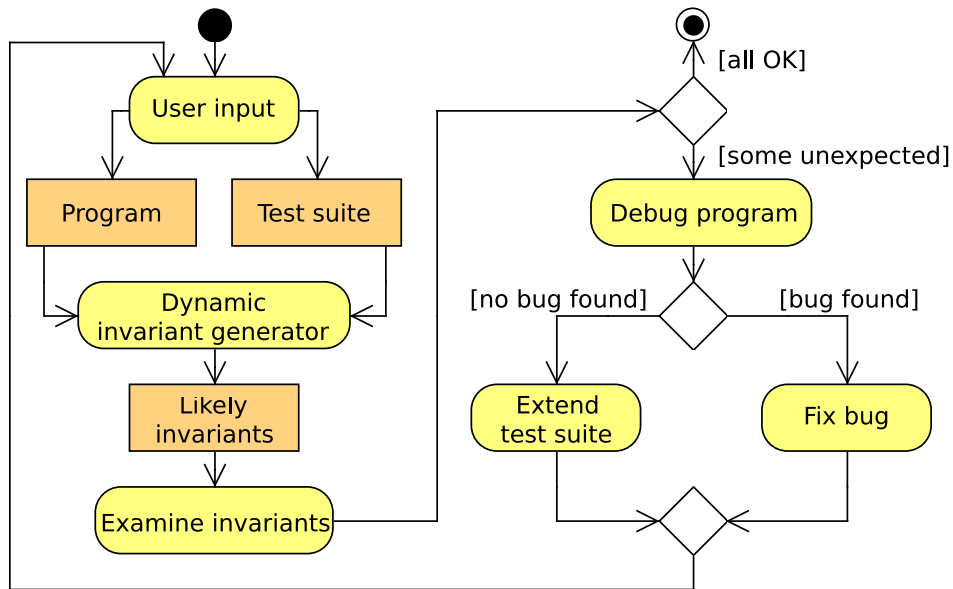 User input
Program
Test suite
Dynamic
invariant generator
Likely
invariants
Examine invariants
[all OK]
[some unexpected]
Debug program
[no bug found]
[bug found]
Extend
test suite
Fix bug